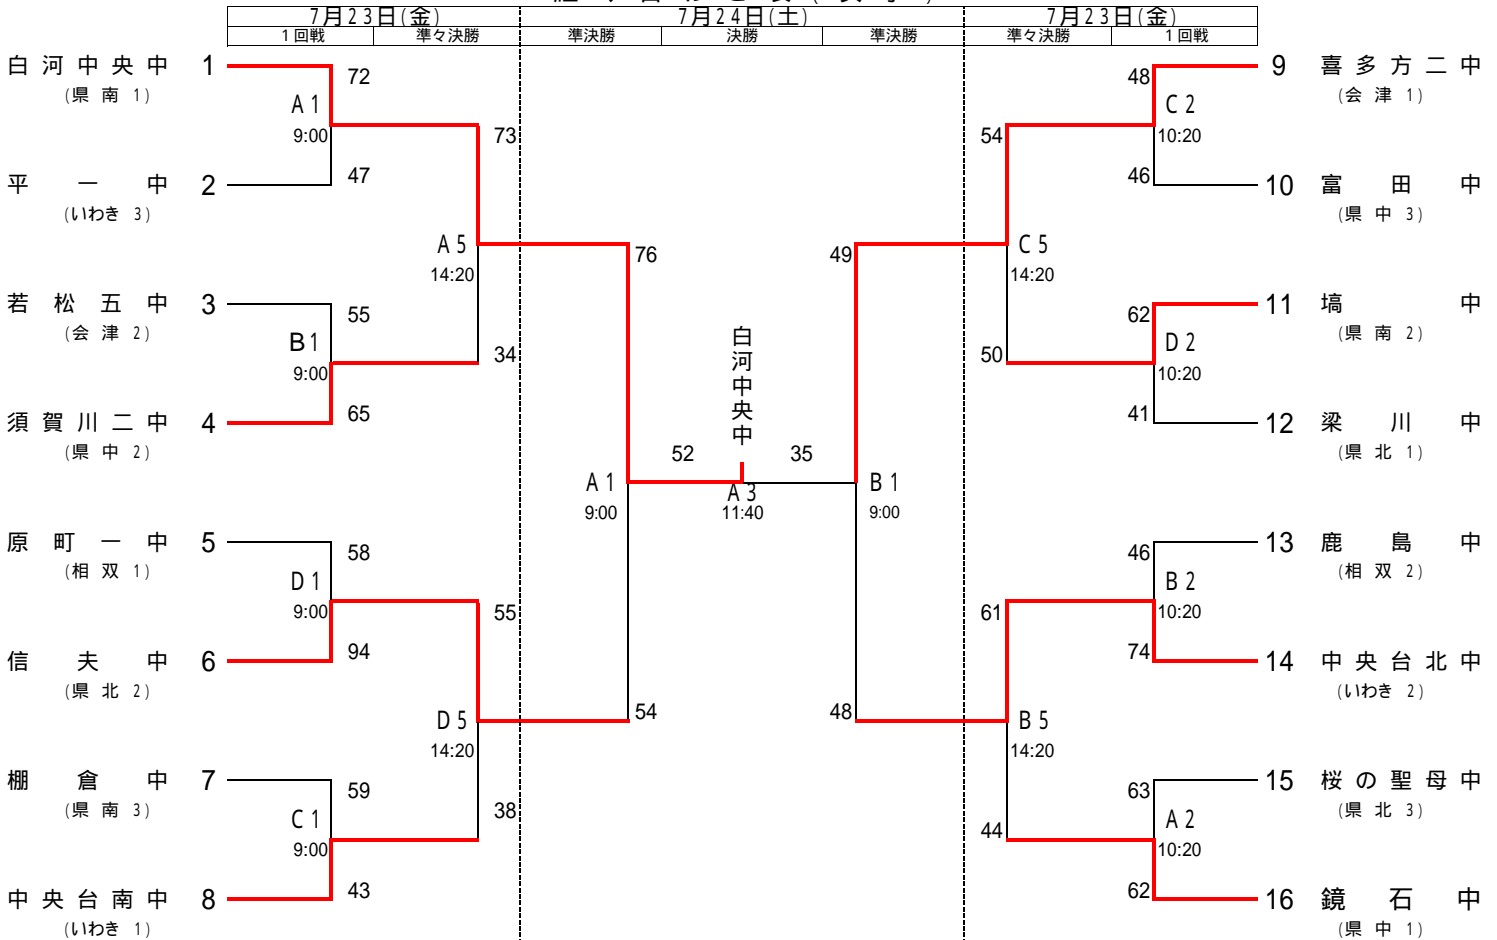 7月23日(金) 7月24日(土) 7月23日(金)
1回戦 準々決勝 準決勝 決勝 準決勝 準々決勝 1回戦
白河中央中 1 72 48 9 喜多方二中
(県南 1) A1 C2 (会津 1)
9:00 73 54 10:20
平一中 2 47 46 10 富田中
(いわき 3) (県中 3)
A5 76 49 C5
14:20 14:20
若松五中 3 55 62 11 塙中
(会津 2) B1 D2 (県南 2)
9:00 34 50 10:20
須賀川二中 4 65 41 12 梁川中
(県中 2) (県北 1)
白河中央中
52 35
A1 A3 B1
9:00 11:40 9:00
原町一中 5 58 46 13 鹿島中
(相双 1) D1 B2 (相双 2)
9:00 55 61 10:20
信夫中 6 94 74 14 中央台北中
(県北 2) (いわき 2)
D5 54 48 B5
14:20 14:20
棚倉中 7 59 63 15 桜の聖母中
(県南 3) C1 A2 (県北 3)
9:00 38 44 10:20
中央台南中 8 43 62 16 鏡石中
(いわき 1) (県中 1)